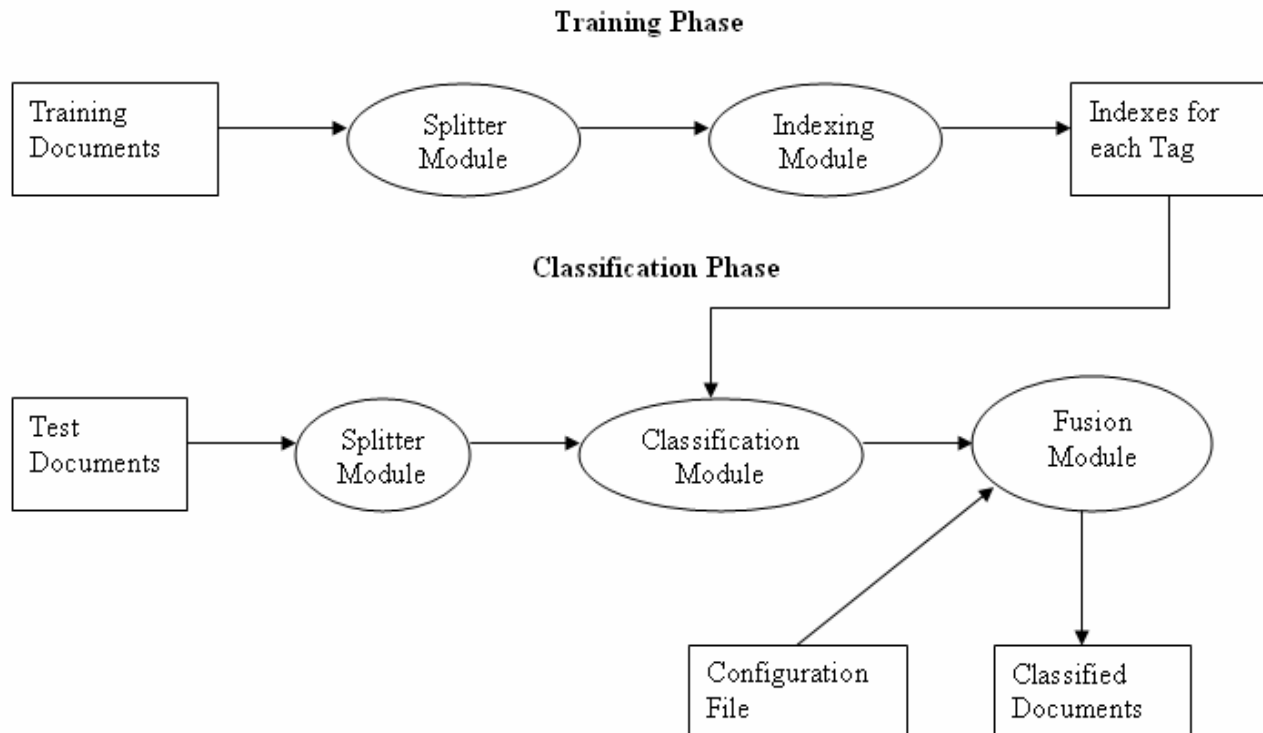 Training Phase
Training
Documents
Splitter
Module
Indexing
Module
Indexes for
each Tag
Classification Phase
Test
Documents
Splitter
Module
Classification
Module
Fusion
Module
Configuration
File
Classified
Documents